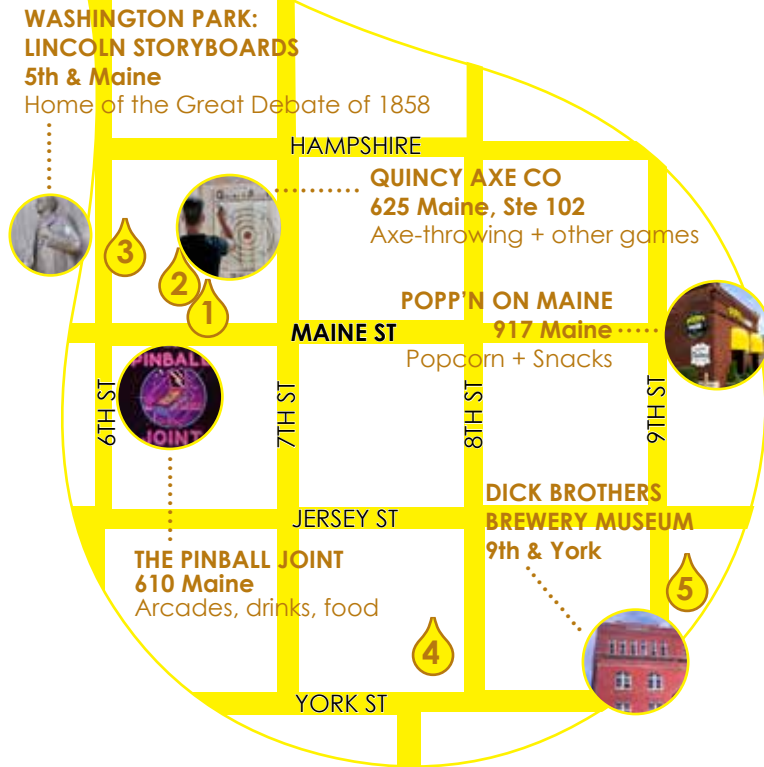 WASHINGTON PARK:
LINCOLN STORYBOARDS
5th & Maine
Home of the Great Debate of 1858
HAMPSHIRE
QUINCY AXE CO
625 Maine, Ste 102
Axe-throwing + other games
3
2
1
POPP'N ON MAINE
917 Maine
Popcorn + Snacks
MAINE ST
PINBALL
JOINT
6TH ST
7TH ST
8TH ST
9TH ST
JERSEY ST
DICK BROTHERS
BREWERY MUSEUM
9th & York
THE PINBALL JOINT
610 Maine
Arcades, drinks, food
5
4
YORK ST